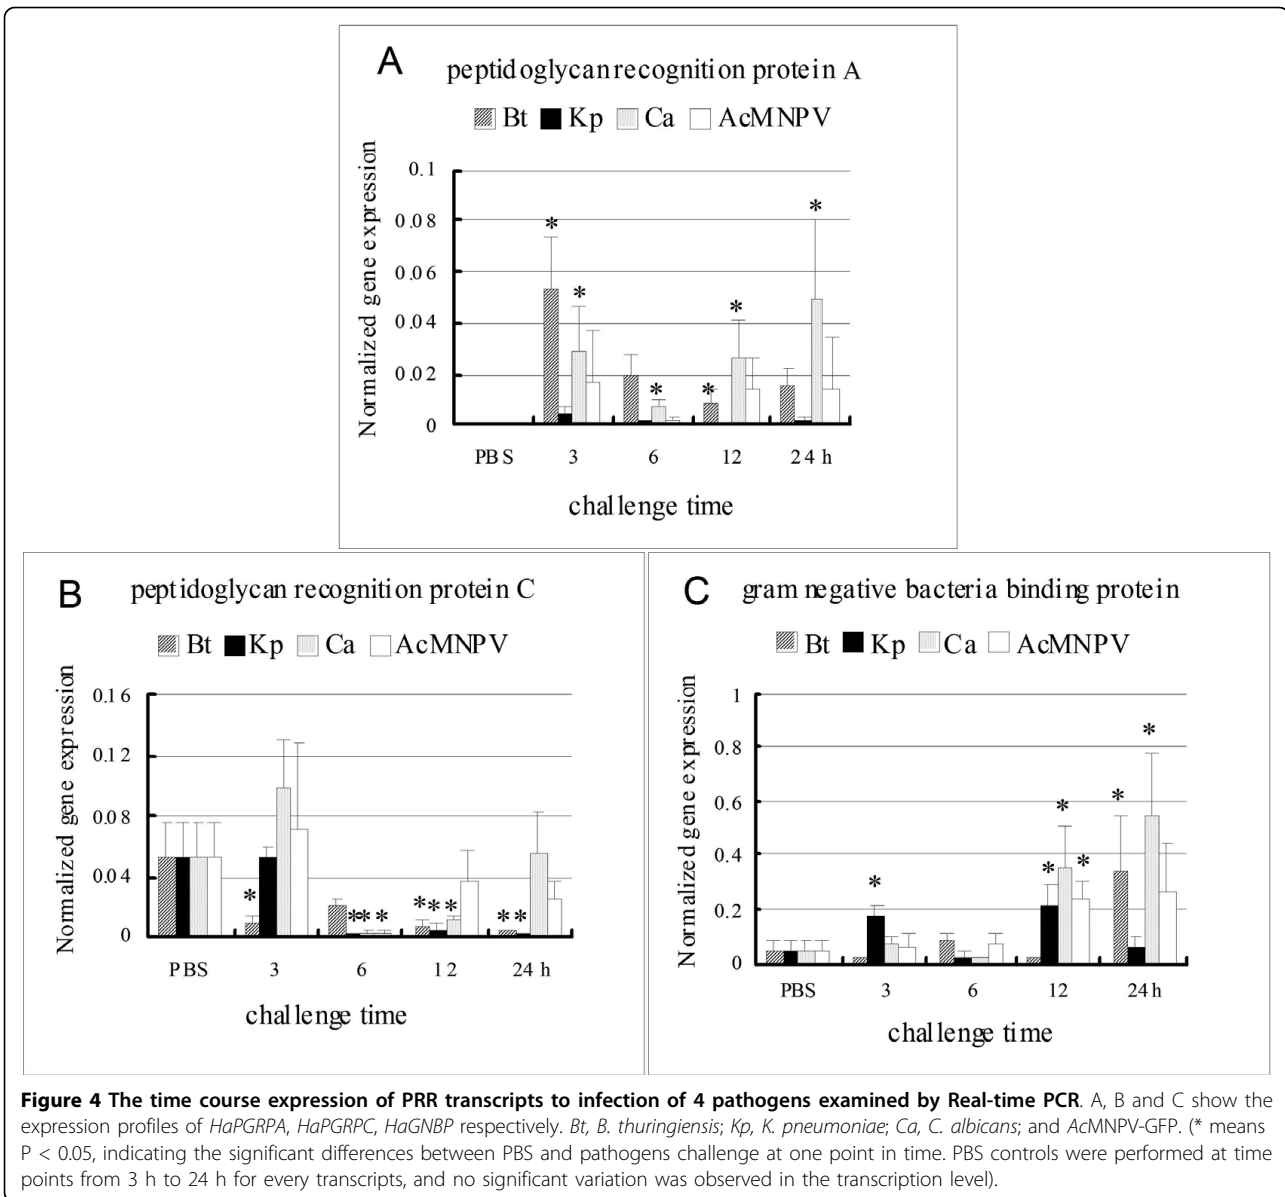 A peptidoglycan recognition protein A
Bt Kp Ca AcMNPV
Normalized gene expression
0.1
0.08
0.06
0.04
0.02
0
* * * * * *
PBS 3 6 12 24 h
challenge time
B peptidoglycan recognition protein C
Bt Kp Ca AcMNPV
Normalized gene expression
0.16
0.12
0.08
0.04
0
* *** *** **
PBS 3 6 12 24 h
challenge time
C gram negative bacteria binding protein
Bt Kp Ca AcMNPV
Normalized gene expression
1
0.8
0.6
0.4
0.2
0
* * * * * *
PBS 3 6 12 24h
challenge time
Figure 4 The time course expression of PRR transcripts to infection of 4 pathogens examined by Real-time PCR. A, B and C show the
expression profiles of HaPGRPA, HaPGRPC, HaGNBP respectively. Bt, B. thuringiensis; Kp, K. pneumoniae; Ca, C. albicans; and AcMNPV-GFP. (* means
P < 0.05, indicating the significant differences between PBS and pathogens challenge at one point in time. PBS controls were performed at time
points from 3 h to 24 h for every transcripts, and no significant variation was observed in the transcription level).